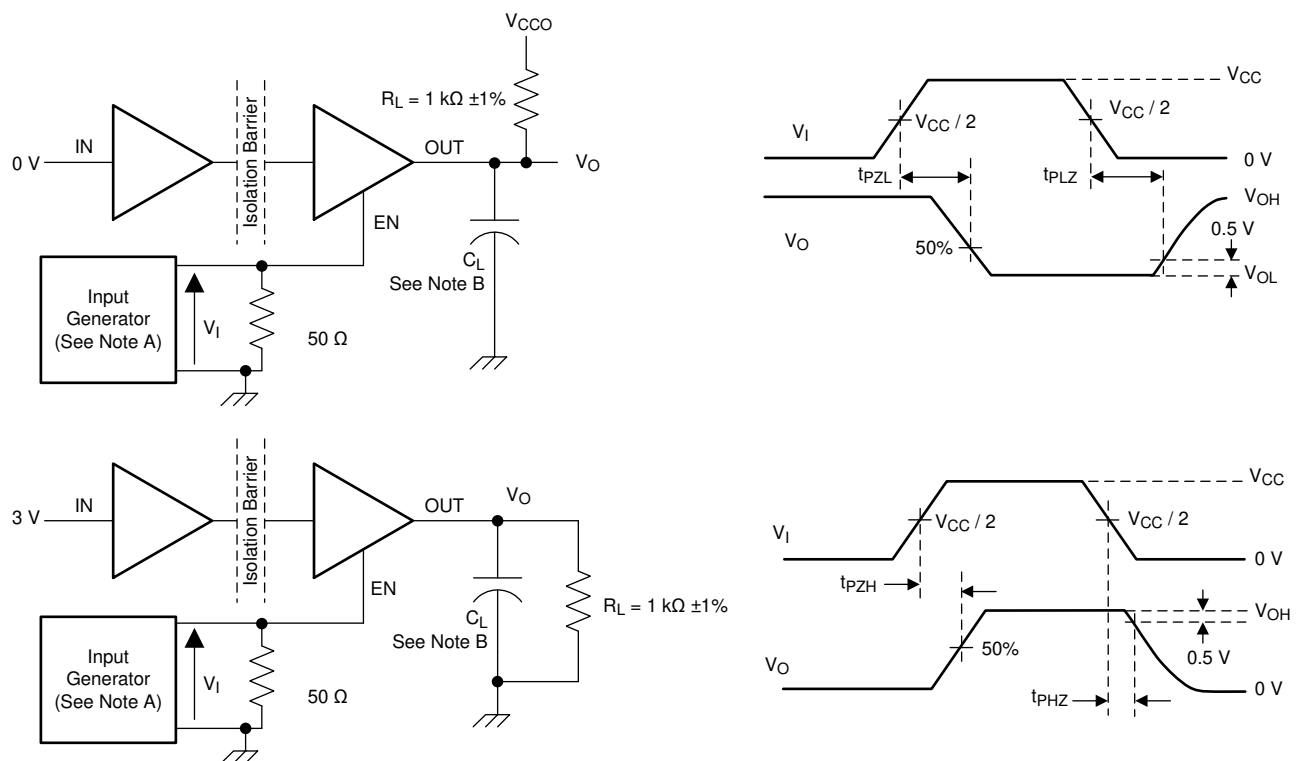 VCCO
RL = 1 kΩ ±1%
Isolation Barrier
IN
OUT
0 V
VO
EN
CL
See Note B
Input
Generator
(See Note A)
VI
50 Ω
VCC
VCC / 2
VCC / 2
VI
0 V
tPZL
tPLZ
VOH
0.5 V
VO
50%
VOL
Isolation Barrier
IN
OUT
VO
3 V
EN
CL
See Note B
RL = 1 kΩ ±1%
Input
Generator
(See Note A)
VI
50 Ω
VCC
VCC / 2
VCC / 2
VI
0 V
tPZH
VOH
0.5 V
50%
VO
0 V
tPHZ